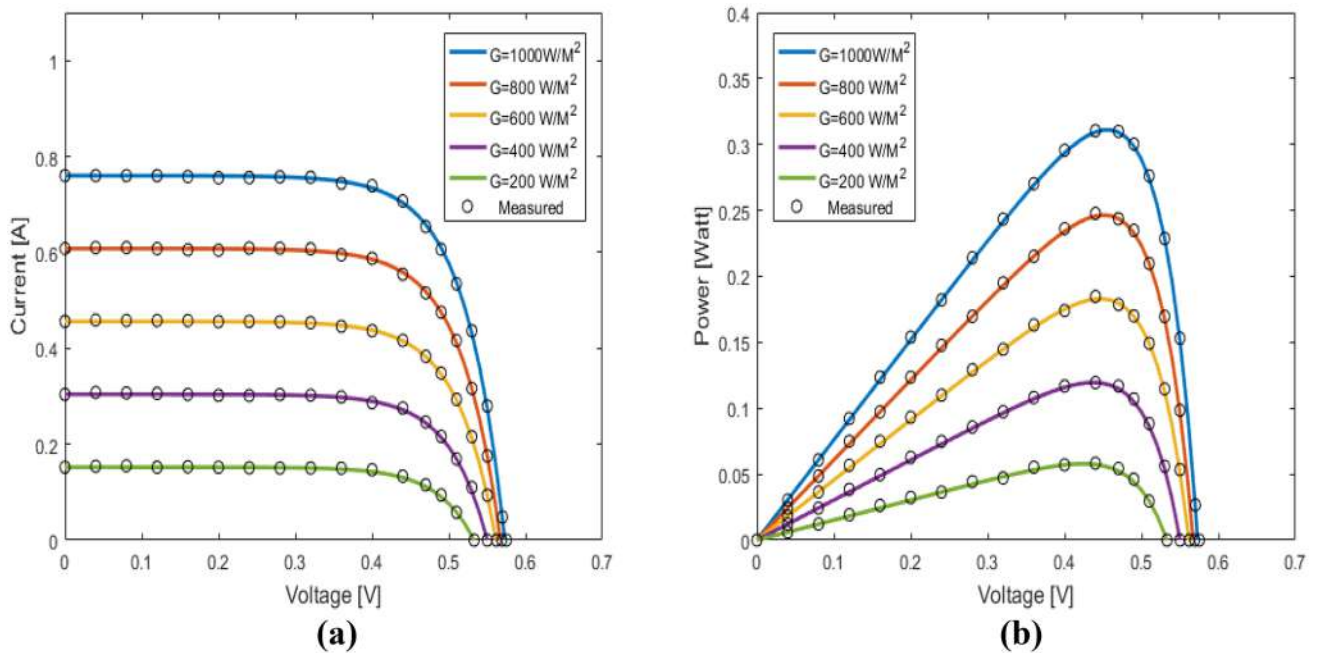 1
0.8
0.6
0.4
0.2
0
Current [A]
0
0.1
0.2
0.3
0.4
0.5
0.6
0.7
Voltage [V]
G=1000W/M²
G=800 W/M²
G=600 W/M²
G=400 W/M²
G=200 W/M²
Measured
(a)
0.4
0.35
0.3
0.25
0.2
0.15
0.1
0.05
0
Power [Watt]
0
0.1
0.2
0.3
0.4
0.5
0.6
0.7
Voltage [V]
G=1000W/M²
G=800 W/M²
G=600 W/M²
G=400 W/M²
G=200 W/M²
Measured
(b)